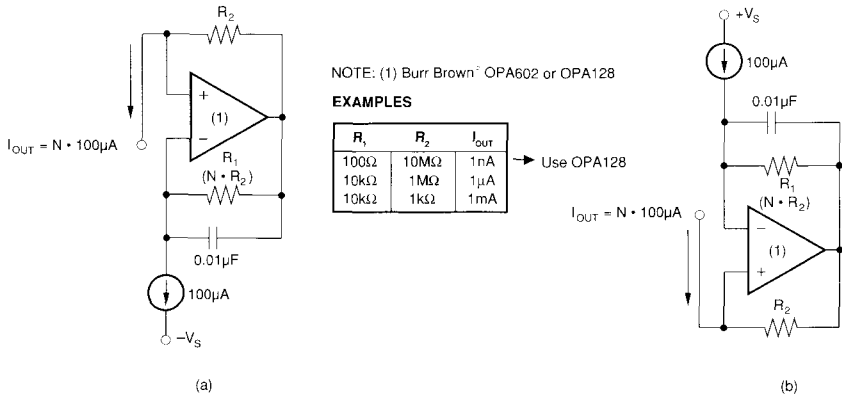 R2
+
(1)
−
IOUT = N • 100µA
R1
(N • R2)
0.01µF
100µA
−VS
(a)
NOTE: (1) Burr Brown® OPA602 or OPA128
EXAMPLES
R1 R2 IOUT
100Ω 10MΩ 1nA → Use OPA128
10kΩ 1MΩ 1µA
10kΩ 1kΩ 1mA
+VS
100µA
0.01µF
R1
(N • R2)
IOUT = N • 100µA
−
(1)
+
R2
(b)